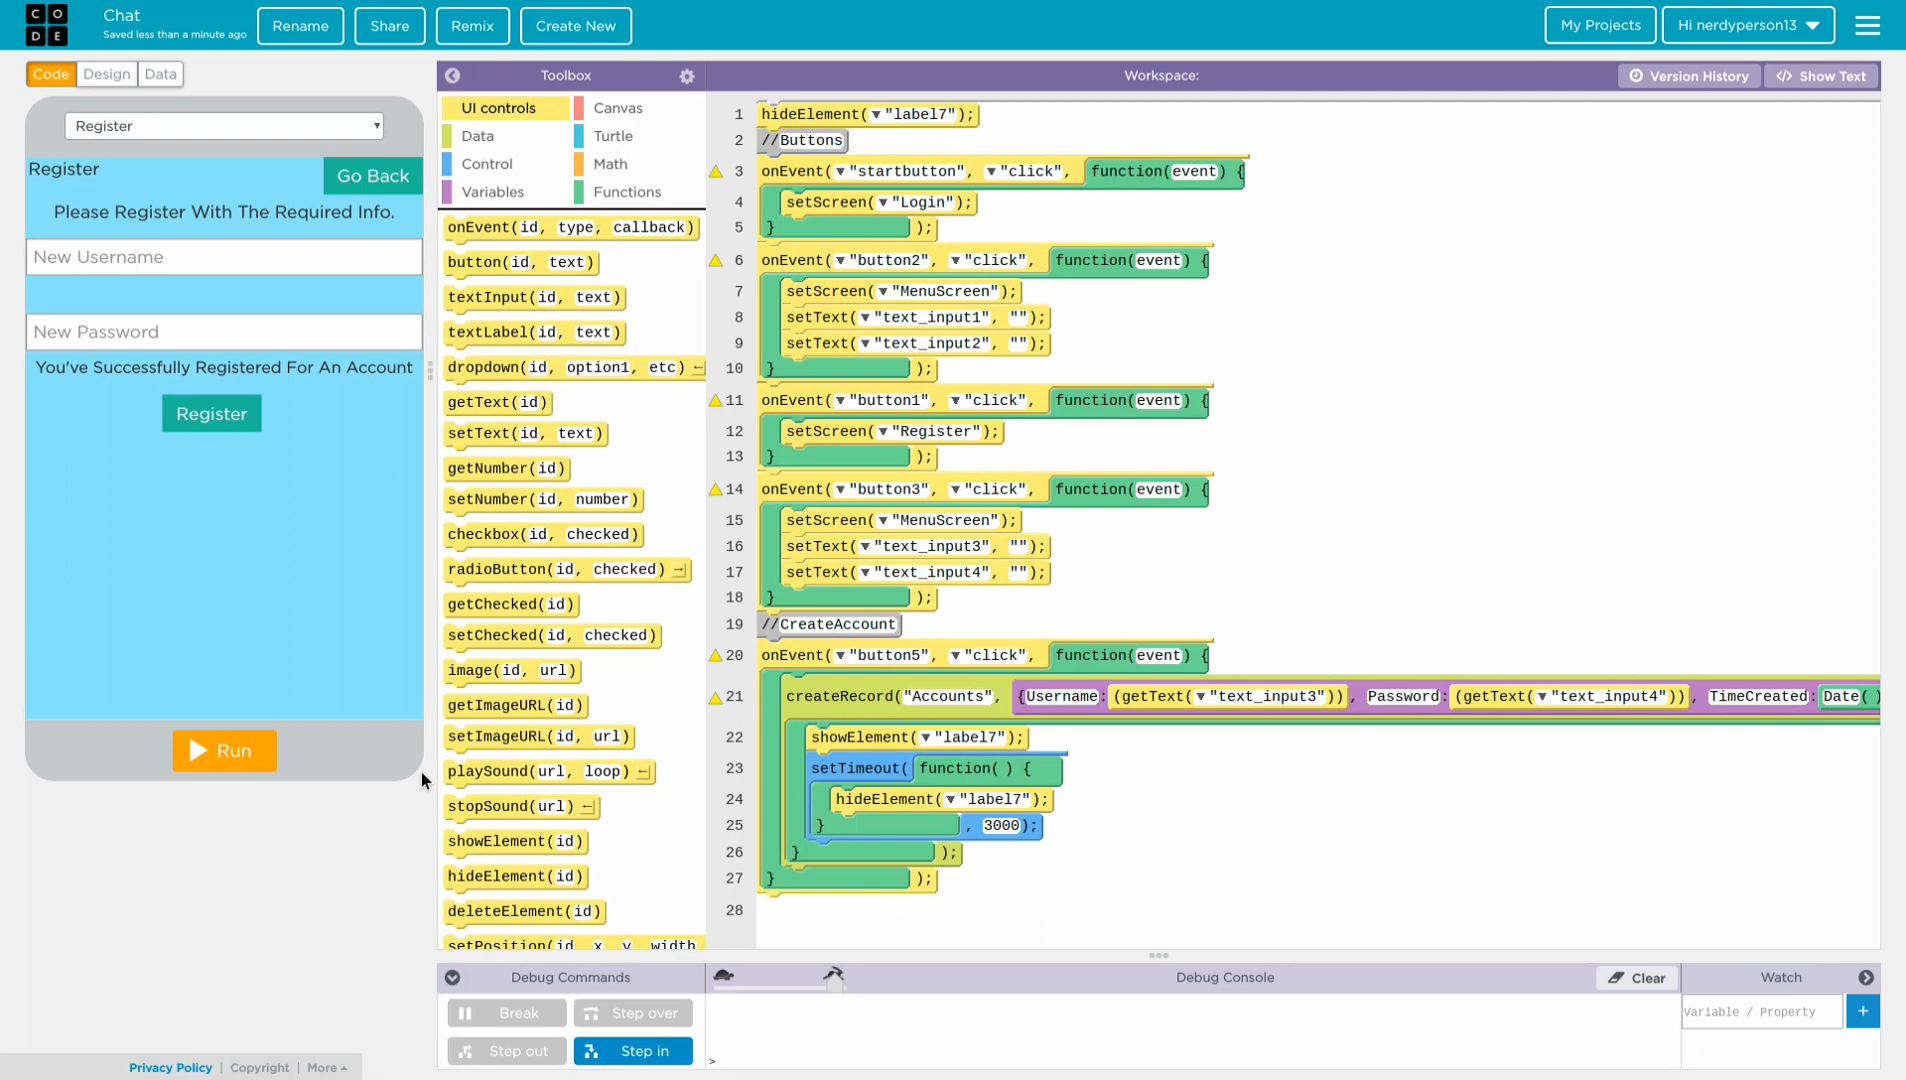 CO
DE
Chat
Saved less than a minute ago
Rename
Share
Remix
Create New
My Projects
Hi nerdyperson13
Code
Design
Data
Toolbox
Workspace:
Version History
</> Show Text
Register
Register
Go Back
Please Register With The Required Info.
New Username
New Password
You've Successfully Registered For An Account
Register
Run
UI controls
Canvas
Data
Turtle
Control
Math
Variables
Functions
onEvent(id, type, callback)
button(id, text)
textInput(id, text)
textLabel(id, text)
dropdown(id, option1, etc)
getText(id)
setText(id, text)
getNumber(id)
setNumber(id, number)
checkbox(id, checked)
radioButton(id, checked)
getChecked(id)
setChecked(id, checked)
image(id, url)
getImageURL(id)
setImageURL(id, url)
playSound(url, loop)
stopSound(url)
showElement(id)
hideElement(id)
deleteElement(id)
setPosition(id, x, y, width,
1 hideElement(▼"label7");
2 //Buttons
3 onEvent(▼"startbutton", ▼"click", function(event) {
4 setScreen(▼"Login");
5 } );
6 onEvent(▼"button2", ▼"click", function(event) {
7 setScreen(▼"MenuScreen");
8 setText(▼"text_input1", "");
9 setText(▼"text_input2", "");
10 } );
11 onEvent(▼"button1", ▼"click", function(event) {
12 setScreen(▼"Register");
13 } );
14 onEvent(▼"button3", ▼"click", function(event) {
15 setScreen(▼"MenuScreen");
16 setText(▼"text_input3", "");
17 setText(▼"text_input4", "");
18 } );
19 //CreateAccount
20 onEvent(▼"button5", ▼"click", function(event) {
21 createRecord("Accounts", {Username:(getText(▼"text_input3")), Password:(getText(▼"text_input4")), TimeCreated:Date( )
22 showElement(▼"label7");
23 setTimeout( function( ) {
24 hideElement(▼"label7");
25 } , 3000);
26 } );
27 } );
28
Debug Commands
Debug Console
Clear
Watch
Break
Step over
Step out
Step in
Variable / Property
+
>
Privacy Policy | Copyright | More